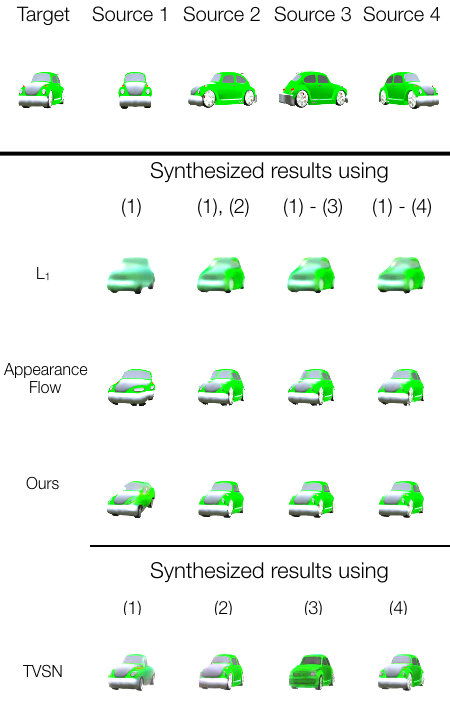 Target Source 1 Source 2 Source 3 Source 4
Synthesized results using
(1) (1), (2) (1) - (3) (1) - (4)
L₁
Appearance
Flow
Ours
Synthesized results using
(1) (2) (3) (4)
TVSN